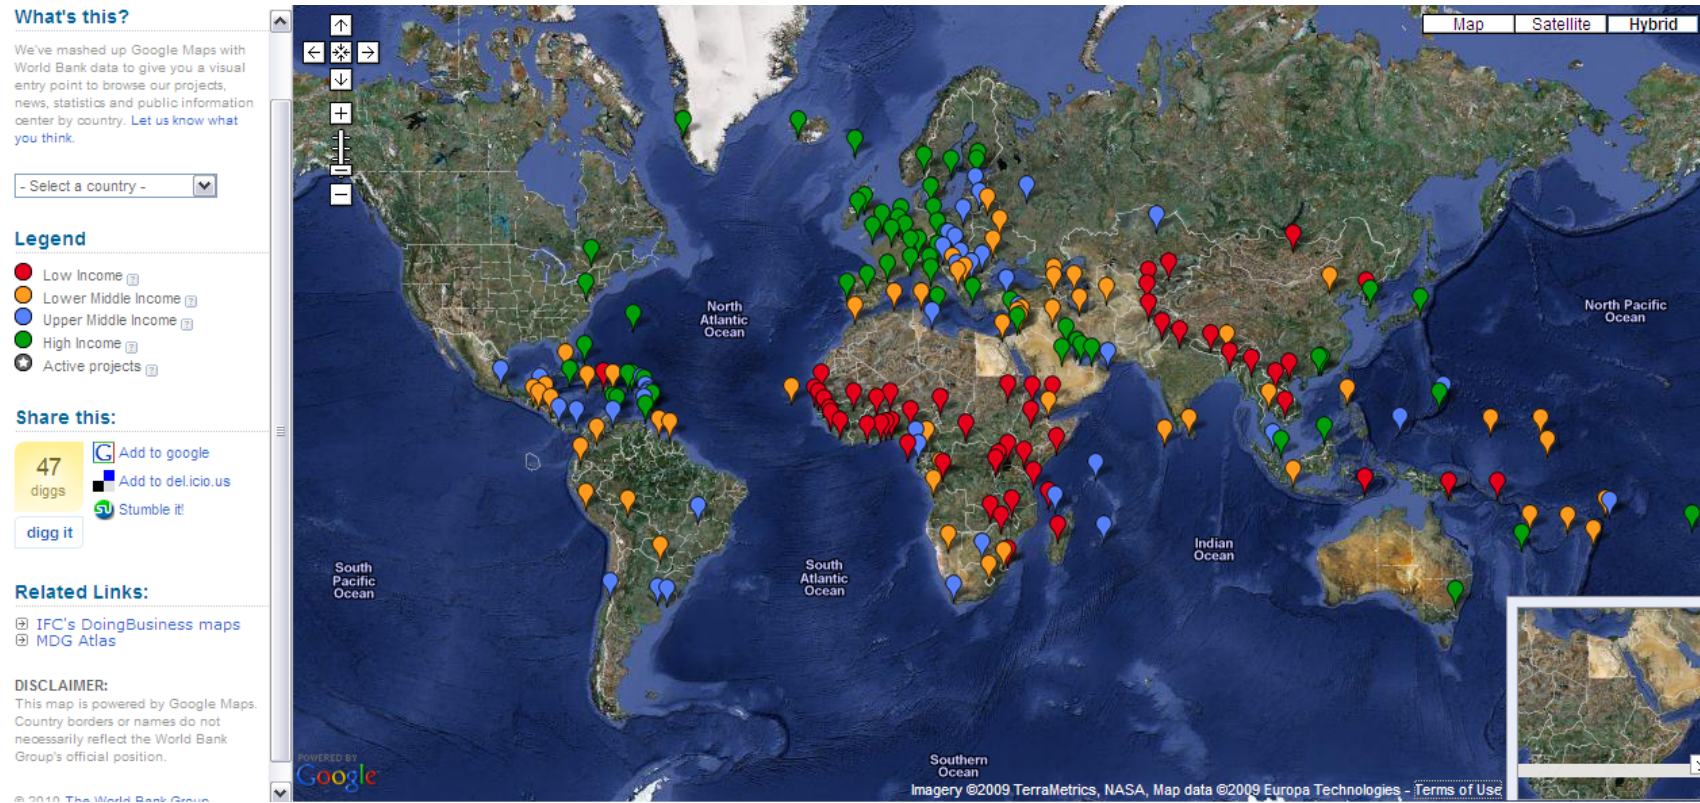 What's this?
We've mashed up Google Maps with
World Bank data to give you a visual
entry point to browse our projects,
news, statistics and public information
center by country. Let us know what
you think.
- Select a country -
Legend
Low Income ?
Lower Middle Income ?
Upper Middle Income ?
High Income ?
Active projects ?
Share this:
47
diggs
digg it
Add to google
Add to del.icio.us
Stumble it!
Related Links:
IFC's DoingBusiness maps
MDG Atlas
DISCLAIMER:
This map is powered by Google Maps.
Country borders or names do not
necessarily reflect the World Bank
Group's official position.
© 2010 The World Bank Group
Map
Satellite
Hybrid
North
Atlantic
Ocean
North Pacific
Ocean
South
Pacific
Ocean
South
Atlantic
Ocean
Indian
Ocean
Southern
Ocean
POWERED BY
Google
Imagery ©2009 TerraMetrics, NASA, Map data ©2009 Europa Technologies - Terms of Use